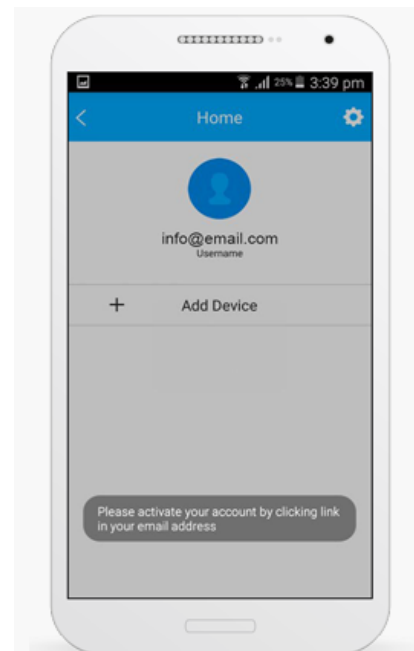 25% 3:39 pm
Home
info@email.com
Username
+ Add Device
Please activate your account by clicking link
in your email address